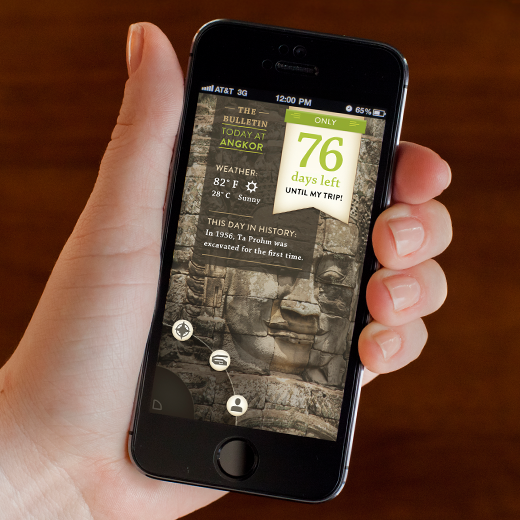 AT&T 3G 12:00 PM 65%
— THE —
BULLETIN
TODAY AT
ANGKOR
ONLY
76
days left
UNTIL MY TRIP!
WEATHER:
82° F
28° C Sunny
THIS DAY IN HISTORY:
In 1956, Ta Prohm was
excavated for the first time.